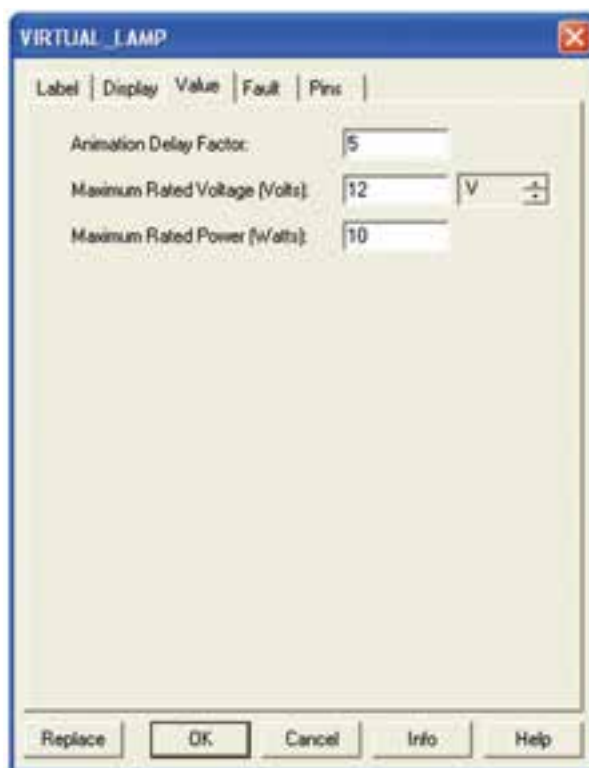 VIRTUAL_LAMP
Label Display Value Fault Pins
Animation Delay Factor: 5
Maximum Rated Voltage (Volts): 12 V
Maximum Rated Power (Watts): 10
Replace OK Cancel Info Help